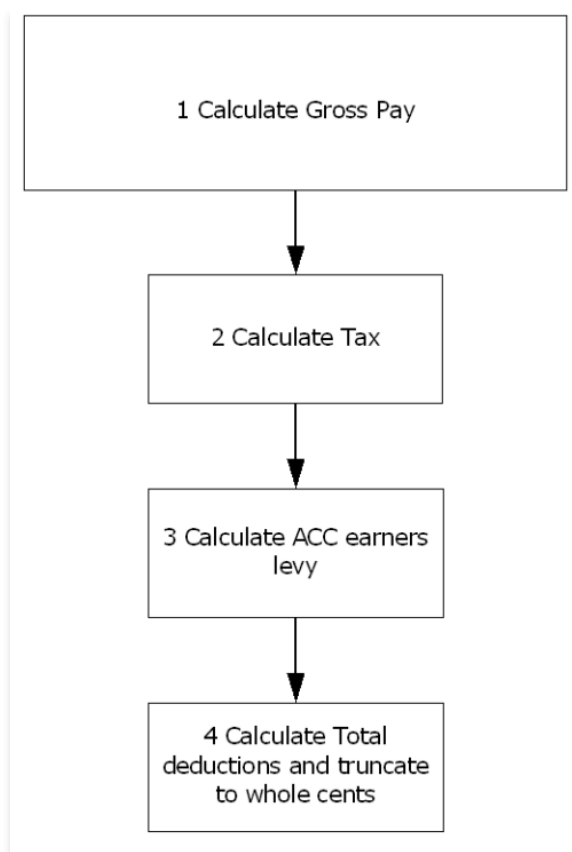 1 Calculate Gross Pay
2 Calculate Tax
3 Calculate ACC earners
levy
4 Calculate Total
deductions and truncate
to whole cents